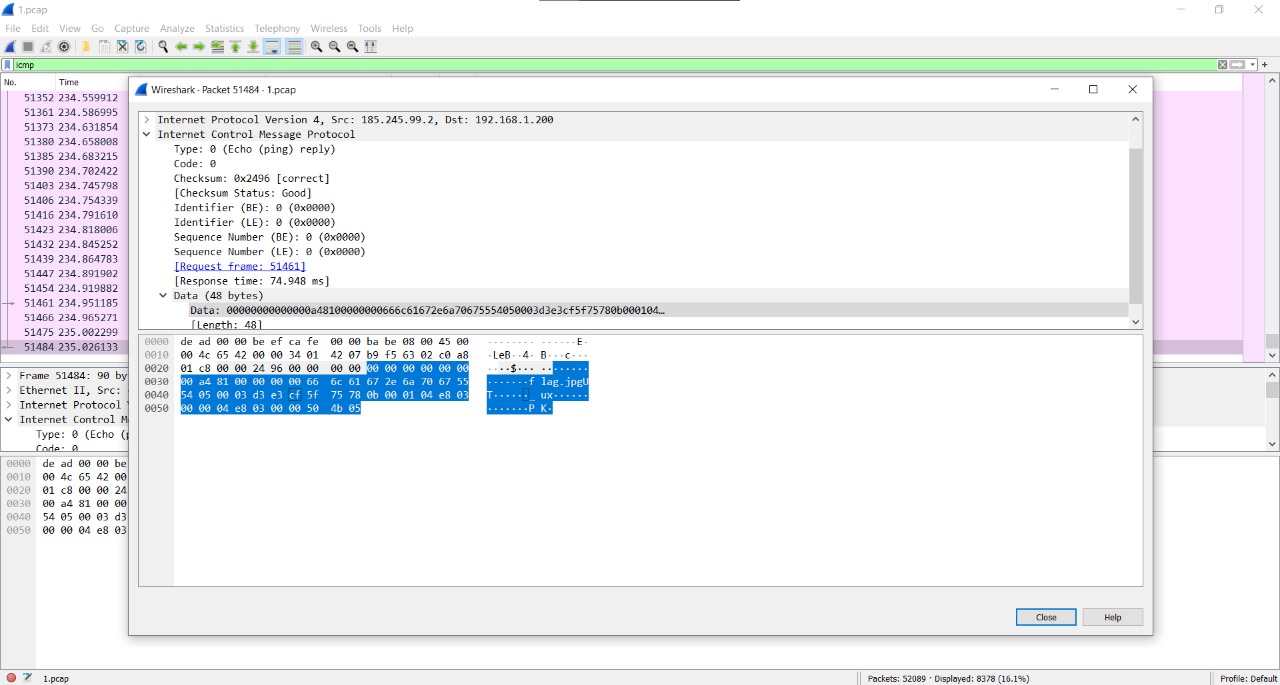 1.pcap
File Edit View Go Capture Analyze Statistics Telephony Wireless Tools Help
icmp
No. Time
51352 234.559912
51361 234.586995
51373 234.631854
51380 234.658008
51385 234.683215
51390 234.702422
51403 234.745798
51406 234.754339
51416 234.791610
51423 234.818006
51432 234.845252
51439 234.864783
51447 234.891902
51454 234.919882
51461 234.951185
51466 234.965271
51475 235.002299
51484 235.026133
Frame 51484: 90 by
Ethernet II, Src:
Internet Protocol
Internet Control M
Type: 0 (Echo (p
Code: 0
0000 de ad 00 00 be
0010 00 4c 65 42 00
0020 01 c8 00 00 24
0030 00 a4 81 00 00
0040 54 05 00 03 d3
0050 00 00 04 e8 03
Wireshark · Packet 51484 · 1.pcap
Internet Protocol Version 4, Src: 185.245.99.2, Dst: 192.168.1.200
Internet Control Message Protocol
Type: 0 (Echo (ping) reply)
Code: 0
Checksum: 0x2496 [correct]
[Checksum Status: Good]
Identifier (BE): 0 (0x0000)
Identifier (LE): 0 (0x0000)
Sequence Number (BE): 0 (0x0000)
Sequence Number (LE): 0 (0x0000)
[Request frame: 51461]
[Response time: 74.948 ms]
Data (48 bytes)
Data: 00000000000000a48100000000666c61672e6a70675554050003d3e3cf5f75780b000104…
[Length: 48]
0000 de ad 00 00 be ef ca fe 00 00 ba be 08 00 45 00 ········ ······E·
0010 00 4c 65 42 00 00 34 01 42 07 b9 f5 63 02 c0 a8 ·LeB··4· B···c···
0020 01 c8 00 00 24 96 00 00 00 00 00 00 00 00 00 00 ····$··· ········
0030 00 a4 81 00 00 00 00 66 6c 61 67 2e 6a 70 67 55 ·······f lag.jpgU
0040 54 05 00 03 d3 e3 cf 5f 75 78 0b 00 01 04 e8 03 T······_ ux······
0050 00 00 04 e8 03 00 00 50 4b 05 ·······P K·
Close Help
1.pcap
Packets: 52089 · Displayed: 8378 (16.1%)
Profile: Default